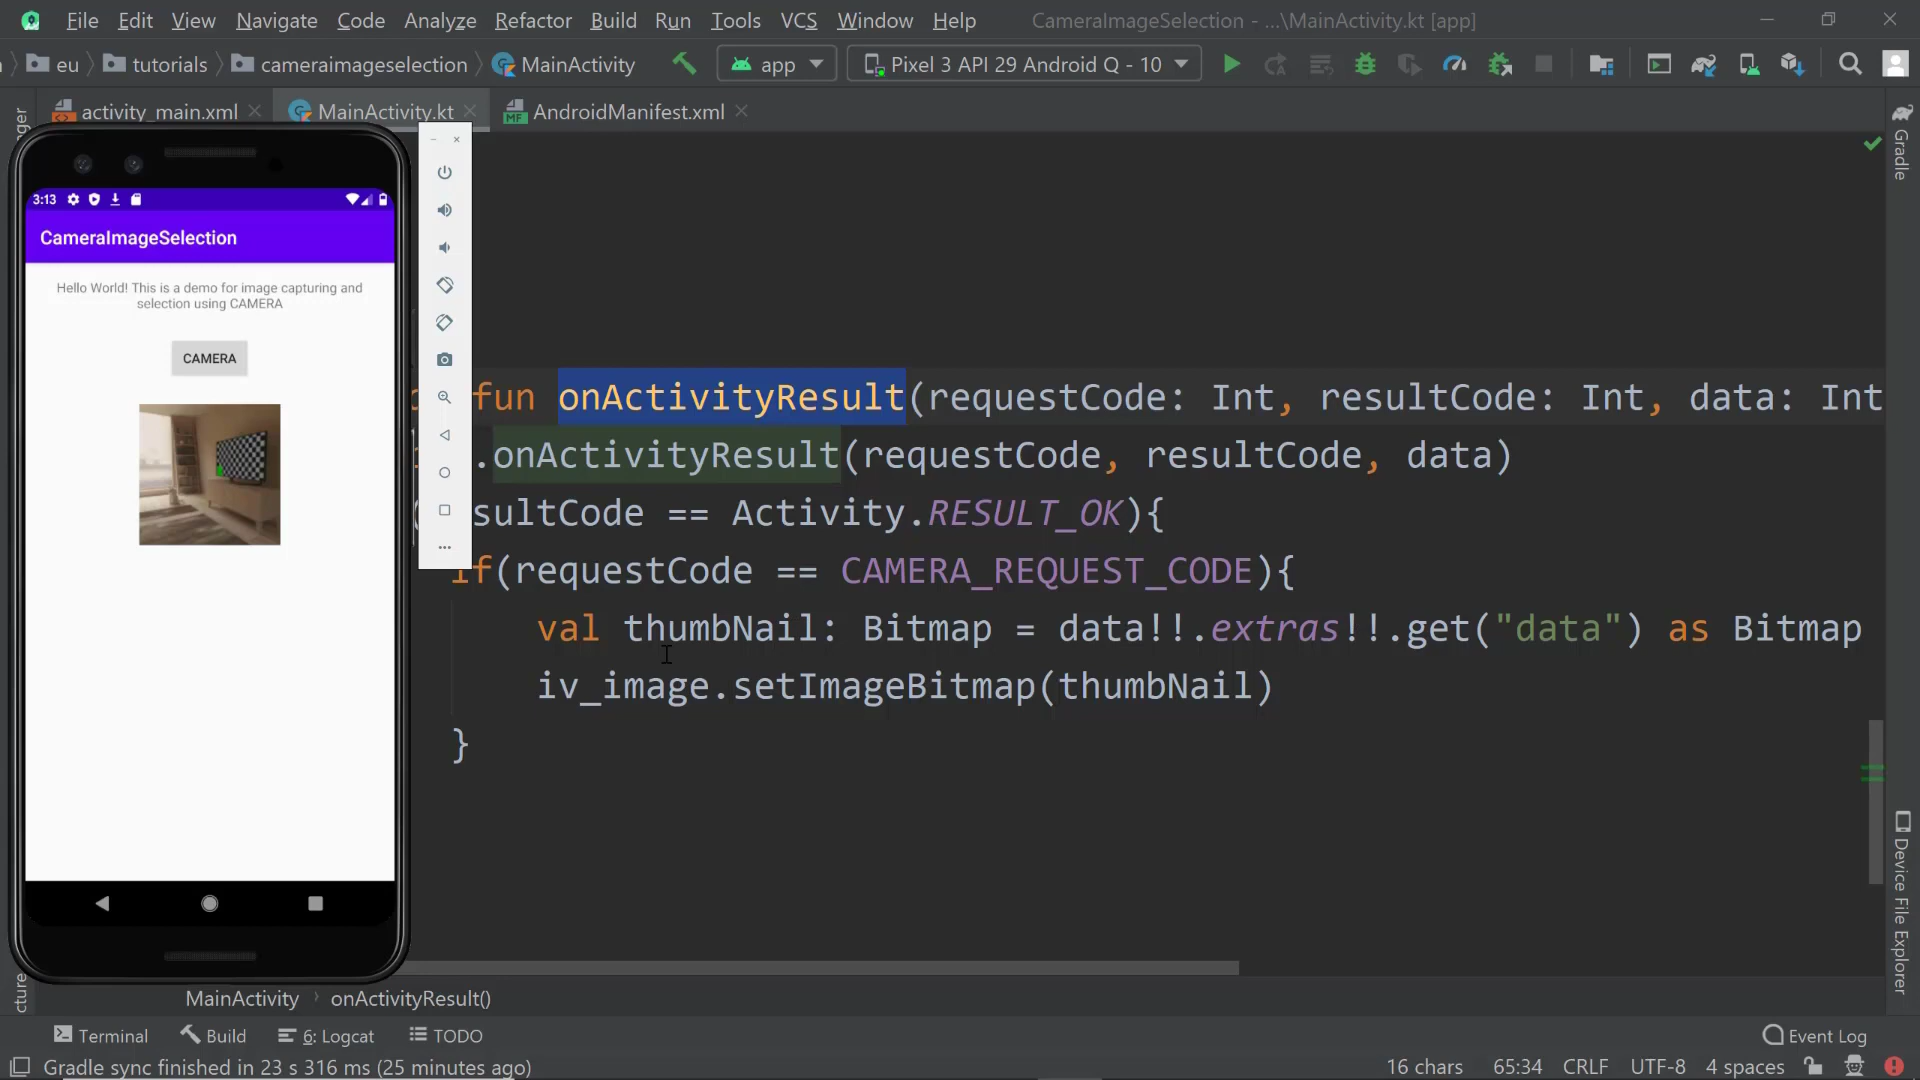 File Edit View Navigate Code Analyze Refactor Build Run Tools VCS Window Help CameraImageSelection - ...\MainActivity.kt [app]
eu tutorials cameraimageselection MainActivity app Pixel 3 API 29 Android Q - 10
activity_main.xml MainActivity.kt AndroidManifest.xml
Gradle
3:13
CameraImageSelection
Hello World! This is a demo for image capturing and
selection using CAMERA
CAMERA
fun onActivityResult(requestCode: Int, resultCode: Int, data: Int
.onActivityResult(requestCode, resultCode, data)
sultCode == Activity.RESULT_OK){
if(requestCode == CAMERA_REQUEST_CODE){
val thumbNail: Bitmap = data!!.extras!!.get("data") as Bitmap
iv_image.setImageBitmap(thumbNail)
}
Device File Explorer
MainActivity onActivityResult()
Terminal Build 6: Logcat TODO Event Log
Gradle sync finished in 23 s 316 ms (25 minutes ago) 16 chars 65:34 CRLF UTF-8 4 spaces